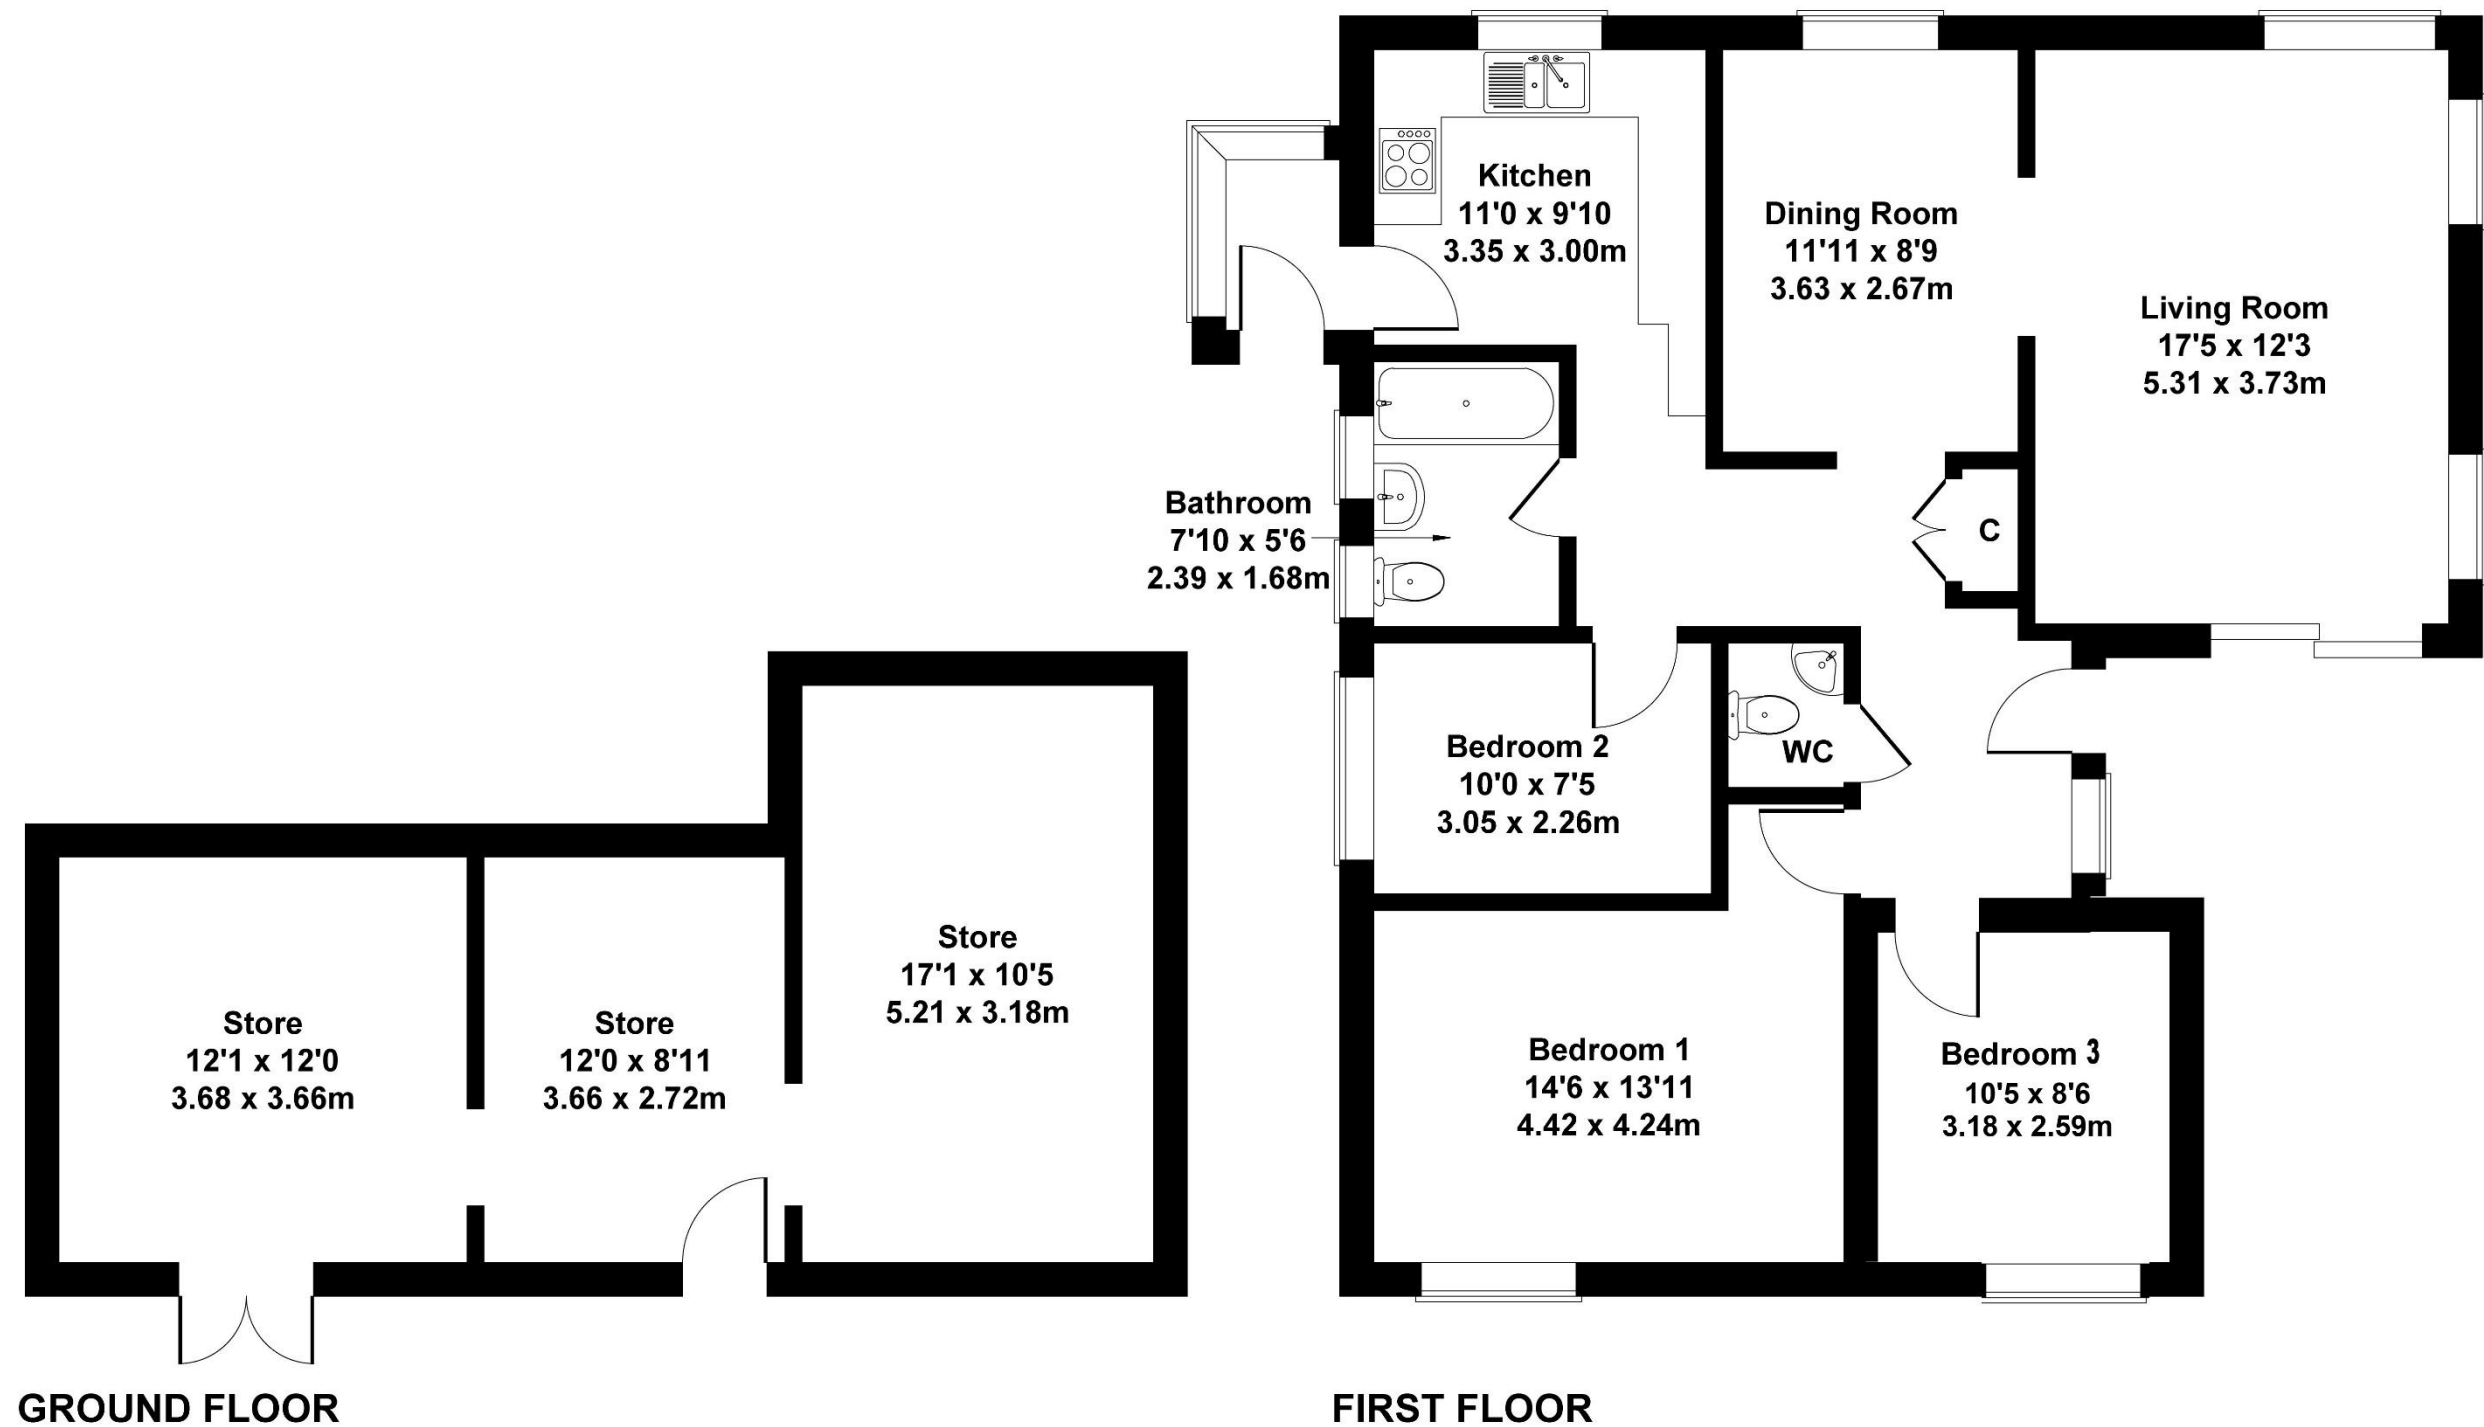 Kitchen
11'0 x 9'10
3.35 x 3.00m
Dining Room
11'11 x 8'9
3.63 x 2.67m
Living Room
17'5 x 12'3
5.31 x 3.73m
Bathroom
7'10 x 5'6
2.39 x 1.68m
C
Bedroom 2
10'0 x 7'5
3.05 x 2.26m
WC
Store
12'1 x 12'0
3.68 x 3.66m
Store
12'0 x 8'11
3.66 x 2.72m
Store
17'1 x 10'5
5.21 x 3.18m
Bedroom 1
14'6 x 13'11
4.42 x 4.24m
Bedroom 3
10'5 x 8'6
3.18 x 2.59m
GROUND FLOOR
FIRST FLOOR